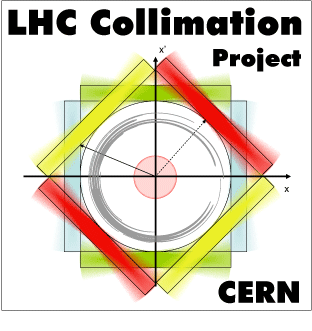 LHC Collimation
Project
x'
x
CERN